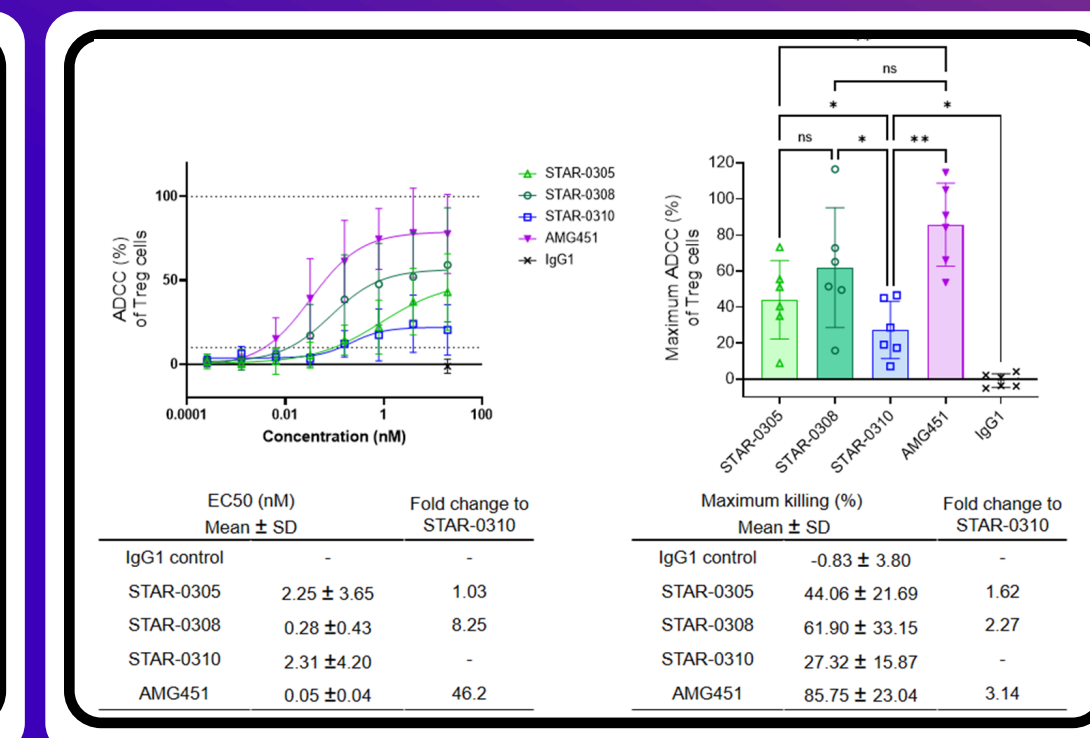 ns
*
*
ns
*
**
ADCC (%)
of Treg cells
100
50
0
0.0001
0.01
1
100
Concentration (nM)
STAR-0305
STAR-0308
STAR-0310
AMG451
IgG1
Maximum ADCC (%)
of Treg cells
120
100
80
60
40
20
0
STAR-0305
STAR-0308
STAR-0310
AMG451
IgG1
EC50 (nM)
Mean ± SD
Fold change to
STAR-0310
IgG1 control - -
STAR-0305 2.25 ± 3.65 1.03
STAR-0308 0.28 ±0.43 8.25
STAR-0310 2.31 ±4.20 -
AMG451 0.05 ±0.04 46.2
Maximum killing (%)
Mean ± SD
Fold change to
STAR-0310
IgG1 control -0.83 ± 3.80 -
STAR-0305 44.06 ± 21.69 1.62
STAR-0308 61.90 ± 33.15 2.27
STAR-0310 27.32 ± 15.87 -
AMG451 85.75 ± 23.04 3.14